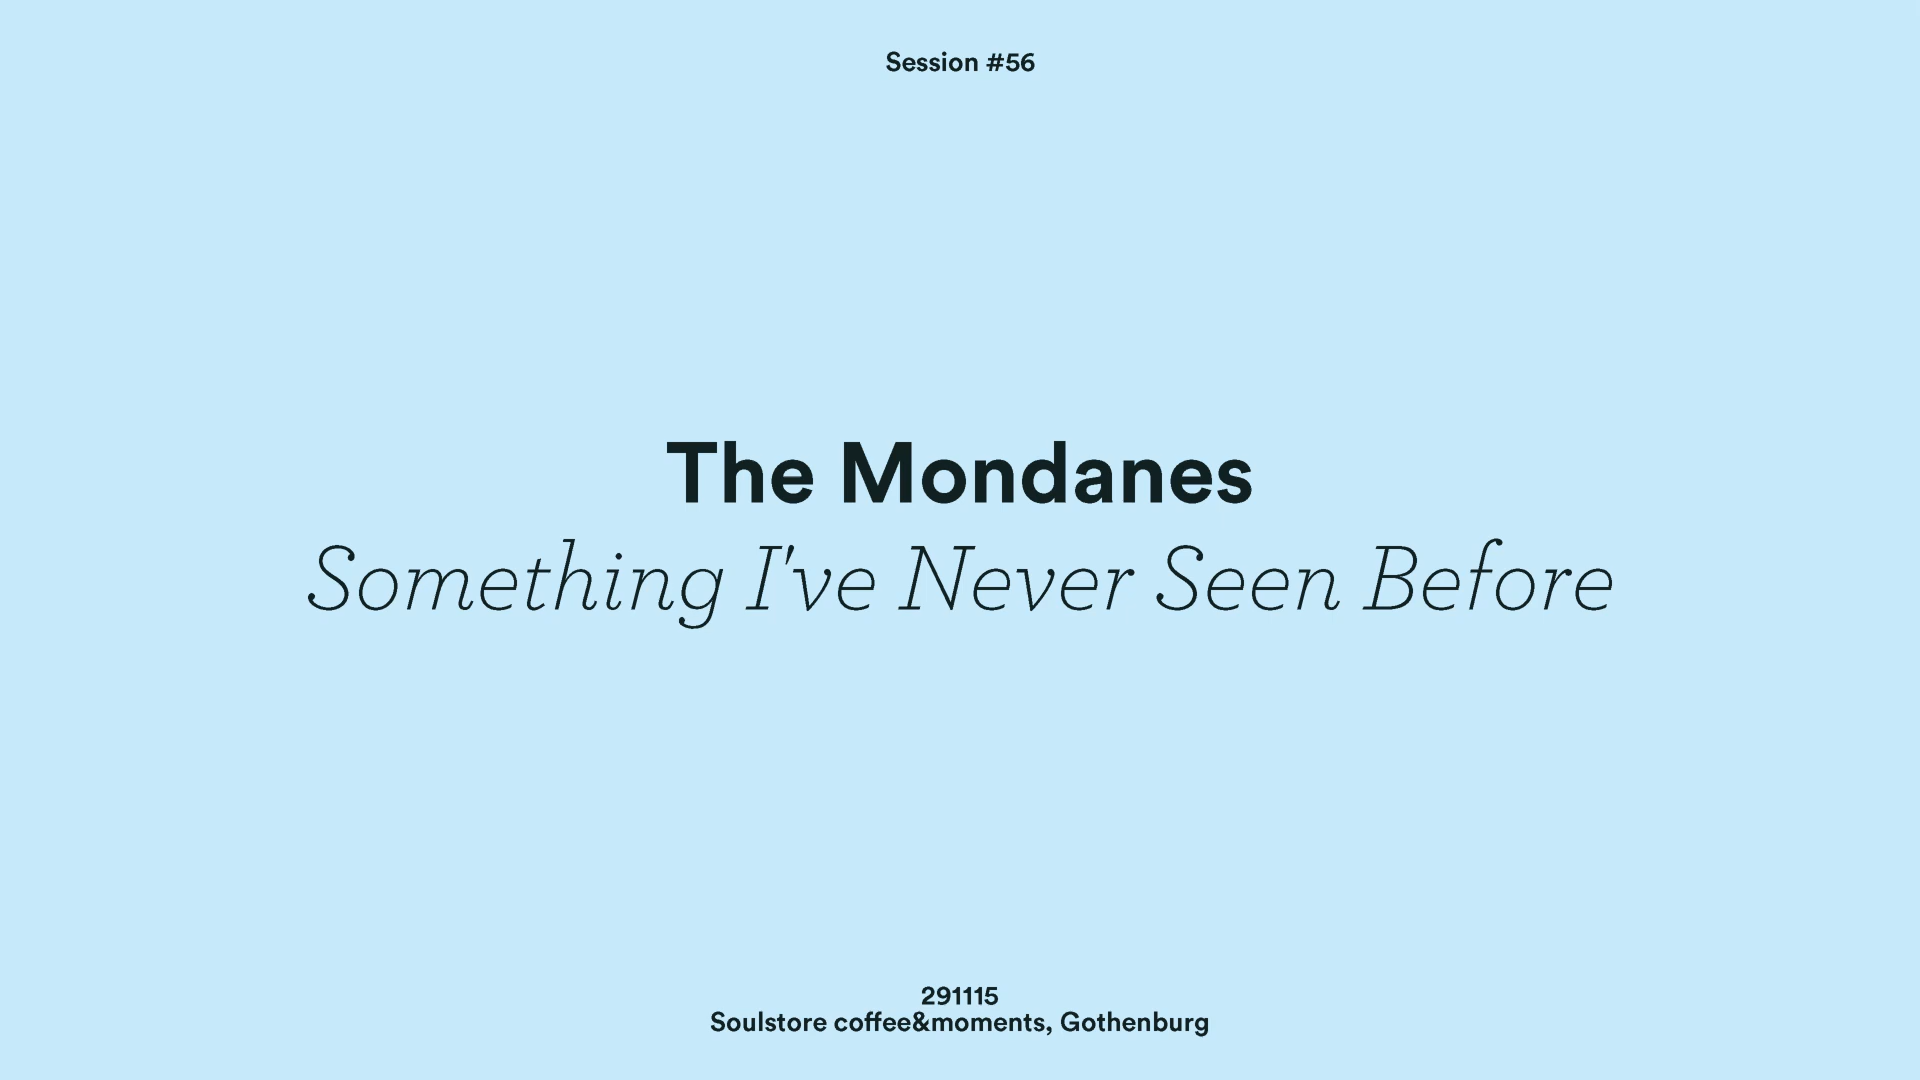 Session #56
The Mondanes
Something I've Never Seen Before
291115
Soulstore coffee&moments, Gothenburg